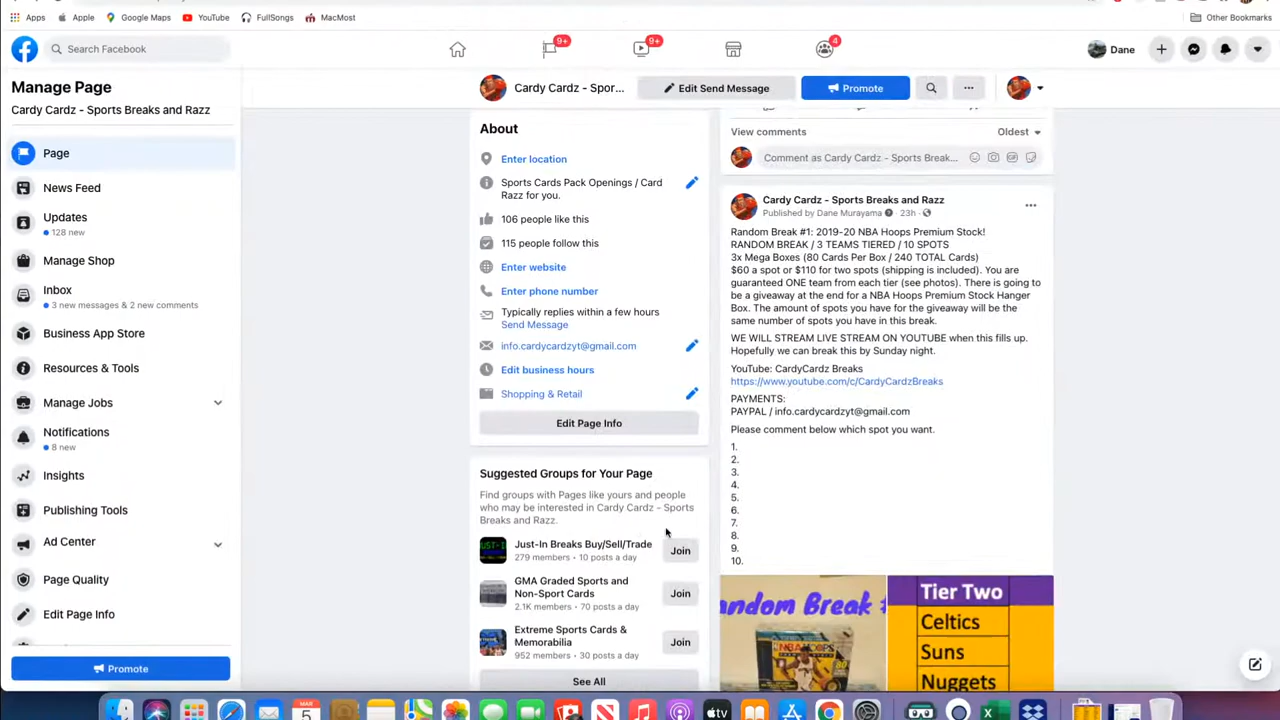 Apps
Apple
Google Maps
YouTube
FullSongs
MacMost
Other Bookmarks
Search Facebook
9+
9+
4
Dane
Manage Page
Cardy Cardz - Sports Breaks and Razz
Page
News Feed
Updates
128 new
Manage Shop
Inbox
3 new messages & 2 new comments
Business App Store
Resources & Tools
Manage Jobs
Notifications
8 new
Insights
Publishing Tools
Ad Center
Page Quality
Edit Page Info
Promote
Cardy Cardz - Spor...
Edit Send Message
Promote
About
Enter location
Sports Cards Pack Openings / Card
Razz for you.
106 people like this
115 people follow this
Enter website
Enter phone number
Typically replies within a few hours
Send Message
info.cardycardzyt@gmail.com
Edit business hours
Shopping & Retail
Edit Page Info
Suggested Groups for Your Page
Find groups with Pages like yours and people
who may be interested in Cardy Cardz - Sports
Breaks and Razz.
Just-In Breaks Buy/Sell/Trade
279 members • 10 posts a day
Join
GMA Graded Sports and
Non-Sport Cards
2.1K members • 70 posts a day
Join
Extreme Sports Cards &
Memorabilia
952 members • 30 posts a day
Join
See All
View comments
Oldest
Comment as Cardy Cardz - Sports Break...
Cardy Cardz - Sports Breaks and Razz
Published by Dane Murayama · 23h ·
Random Break #1: 2019-20 NBA Hoops Premium Stock!
RANDOM BREAK / 3 TEAMS TIERED / 10 SPOTS
3x Mega Boxes (80 Cards Per Box / 240 TOTAL Cards)
$60 a spot or $110 for two spots (shipping is included). You are
guaranteed ONE team from each tier (see photos). There is going to
be a giveaway at the end for a NBA Hoops Premium Stock Hanger
Box. The amount of spots you have for the giveaway will be the
same number of spots you have in this break.
WE WILL STREAM LIVE STREAM ON YOUTUBE when this fills up.
Hopefully we can break this by Sunday night.
YouTube: CardyCardz Breaks
https://www.youtube.com/c/CardyCardzBreaks
PAYMENTS:
PAYPAL / info.cardycardzyt@gmail.com
Please comment below which spot you want.
1.
2.
3.
4.
5.
6.
7.
8.
9.
10.
andom Break #
NBA HOOPS
Tier Two
Celtics
Suns
Nuggets
MAR
5
tv